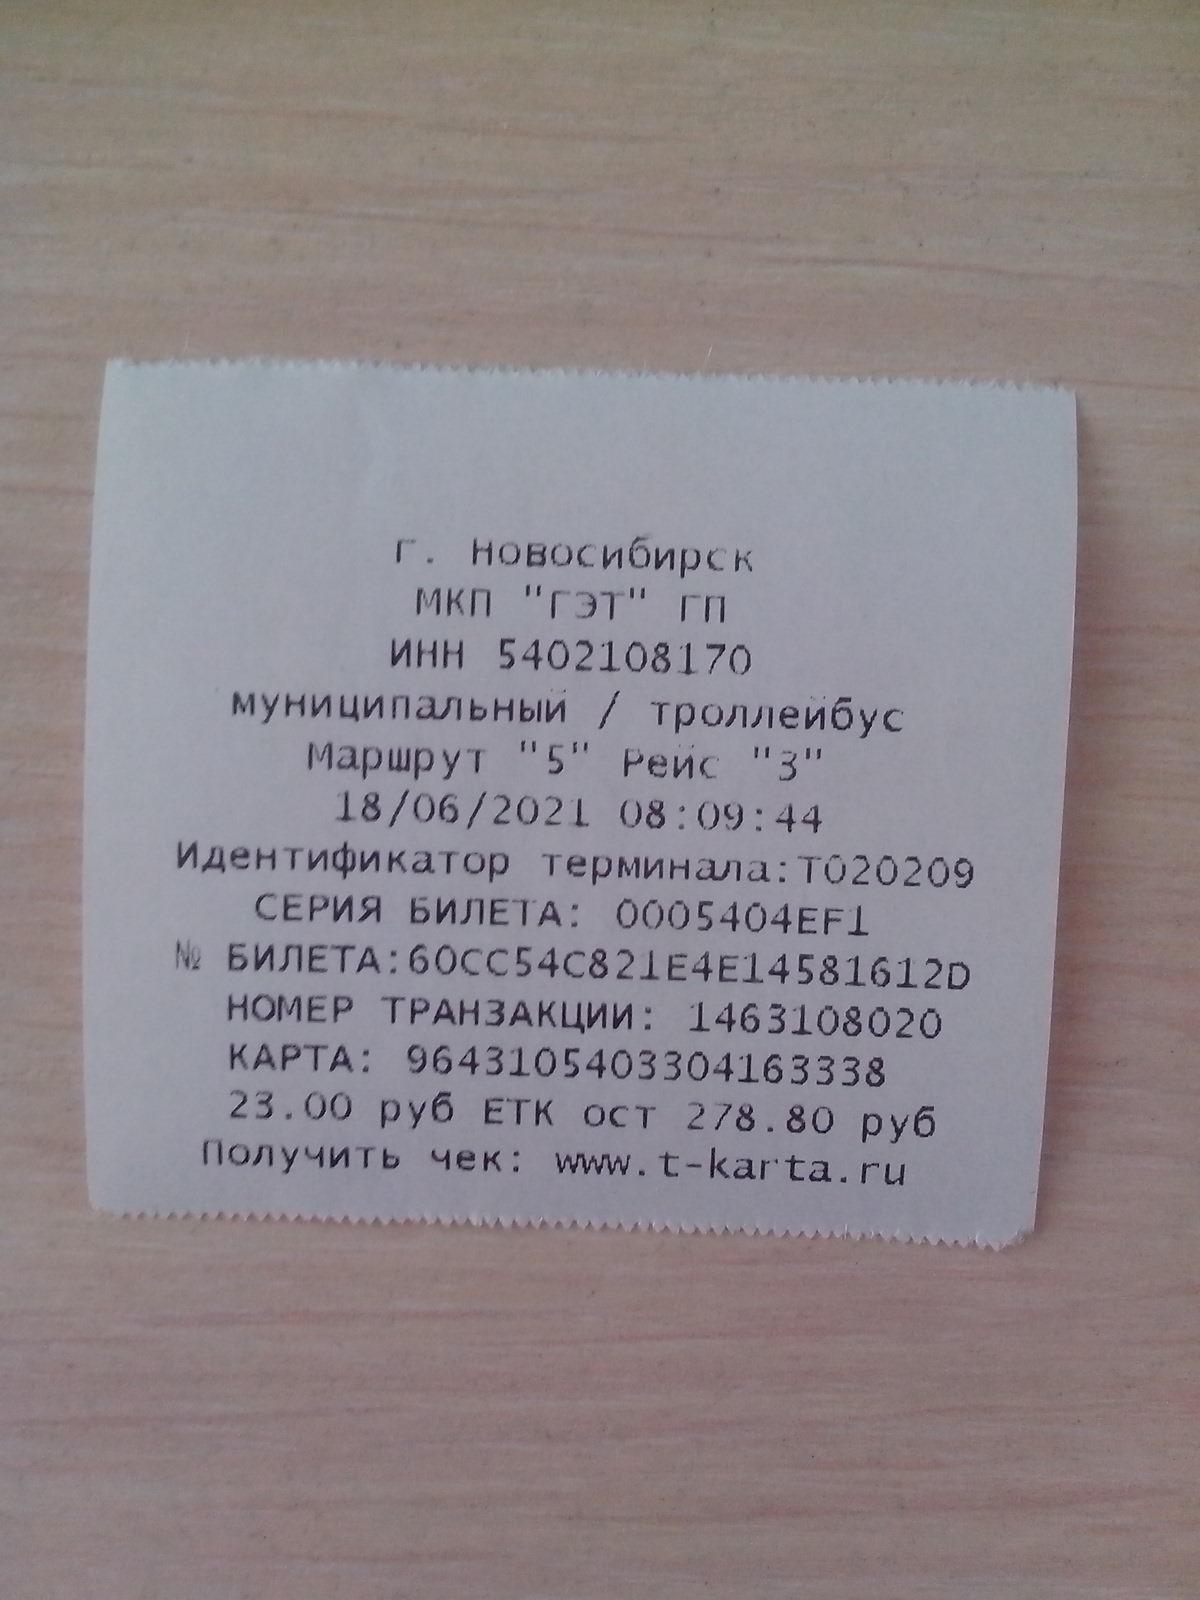 г. Новосибирск
МКП "ГЭТ" ГП
ИНН 5402108170
муниципальный / троллейбус
Маршрут "5" Рейс "3"
18/06/2021 08:09:44
Идентификатор терминала:T020209
СЕРИЯ БИЛЕТА: 0005404EF1
№ БИЛЕТА:60CC54C821E4E14581612D
НОМЕР ТРАНЗАКЦИИ: 1463108020
КАРТА: 9643105403304163338
23.00 руб ЕТК ост 278.80 руб
Получить чек: www.t-karta.ru